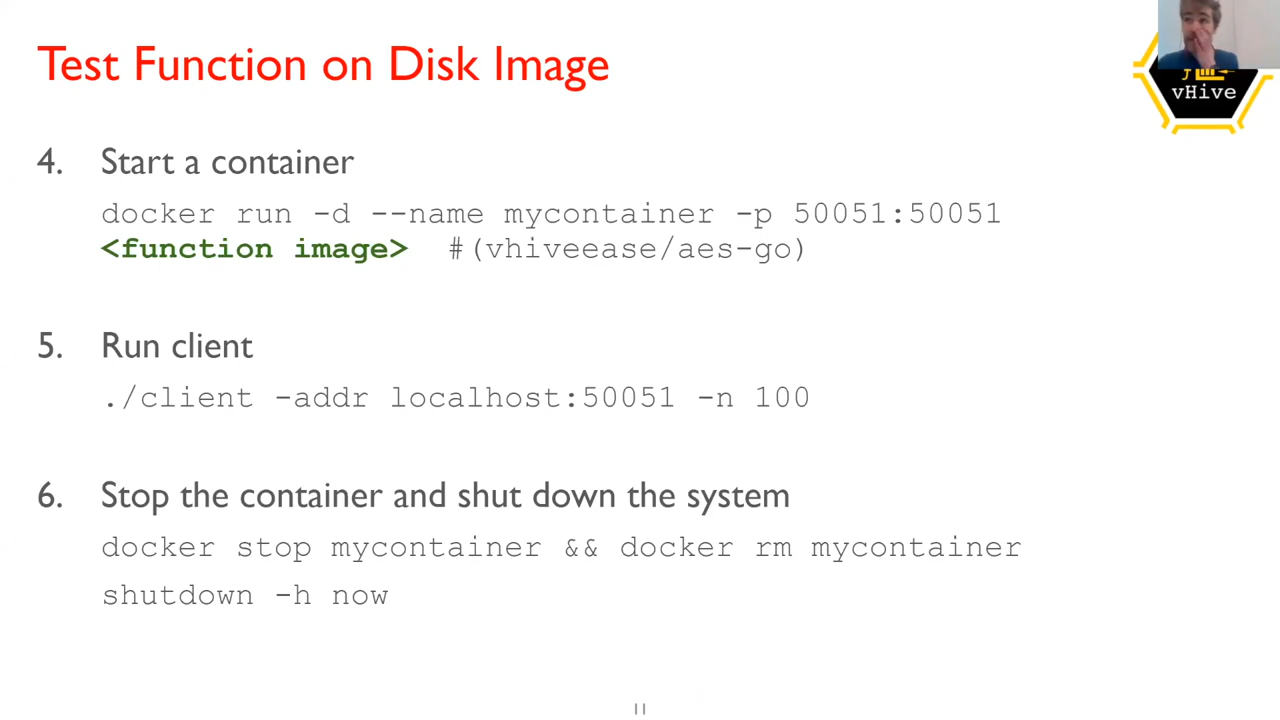 Test Function on Disk Image
vHive
4. Start a container
docker run -d --name mycontainer -p 50051:50051
<function image> #(vhiveease/aes-go)
5. Run client
./client -addr localhost:50051 -n 100
6. Stop the container and shut down the system
docker stop mycontainer && docker rm mycontainer
shutdown -h now
11